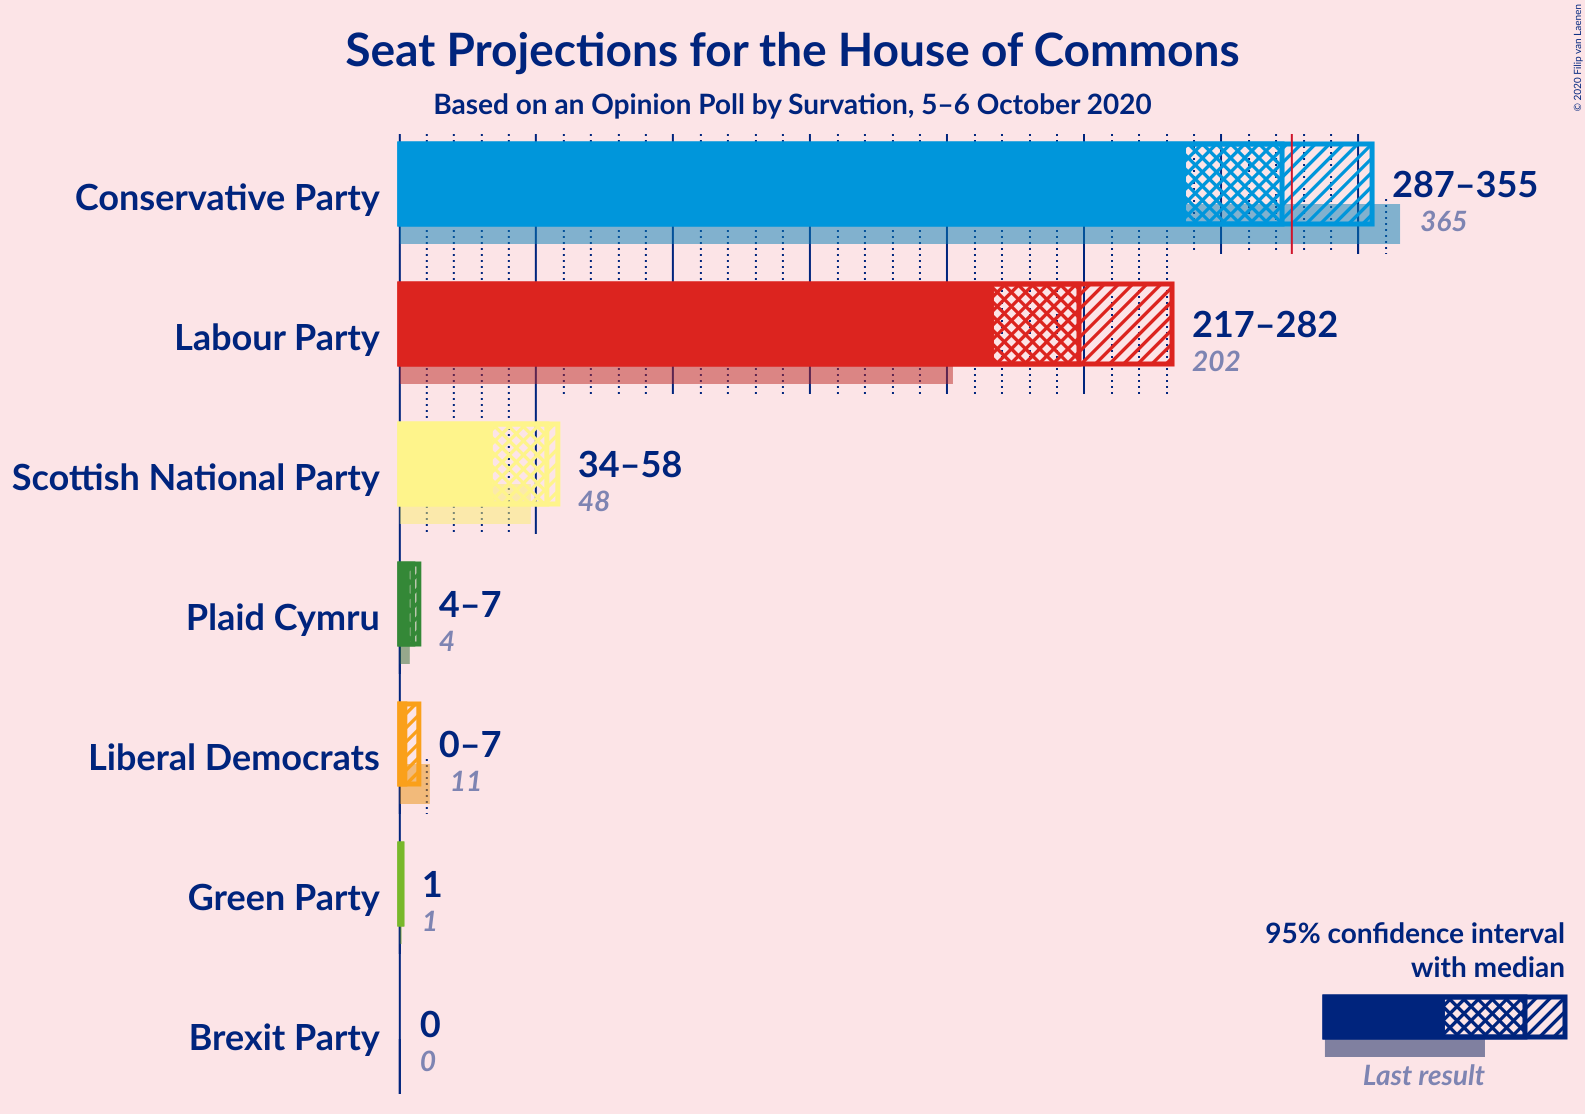 Seat Projections for the House of Commons
Based on an Opinion Poll by Survation, 5–6 October 2020
© 2020 Filip van Laenen
Conservative Party
287–355
365
Labour Party
217–282
202
Scottish National Party
34–58
48
Plaid Cymru
4–7
4
Liberal Democrats
0–7
11
Green Party
1
1
Brexit Party
0
0
95% confidence interval
with median
Last result